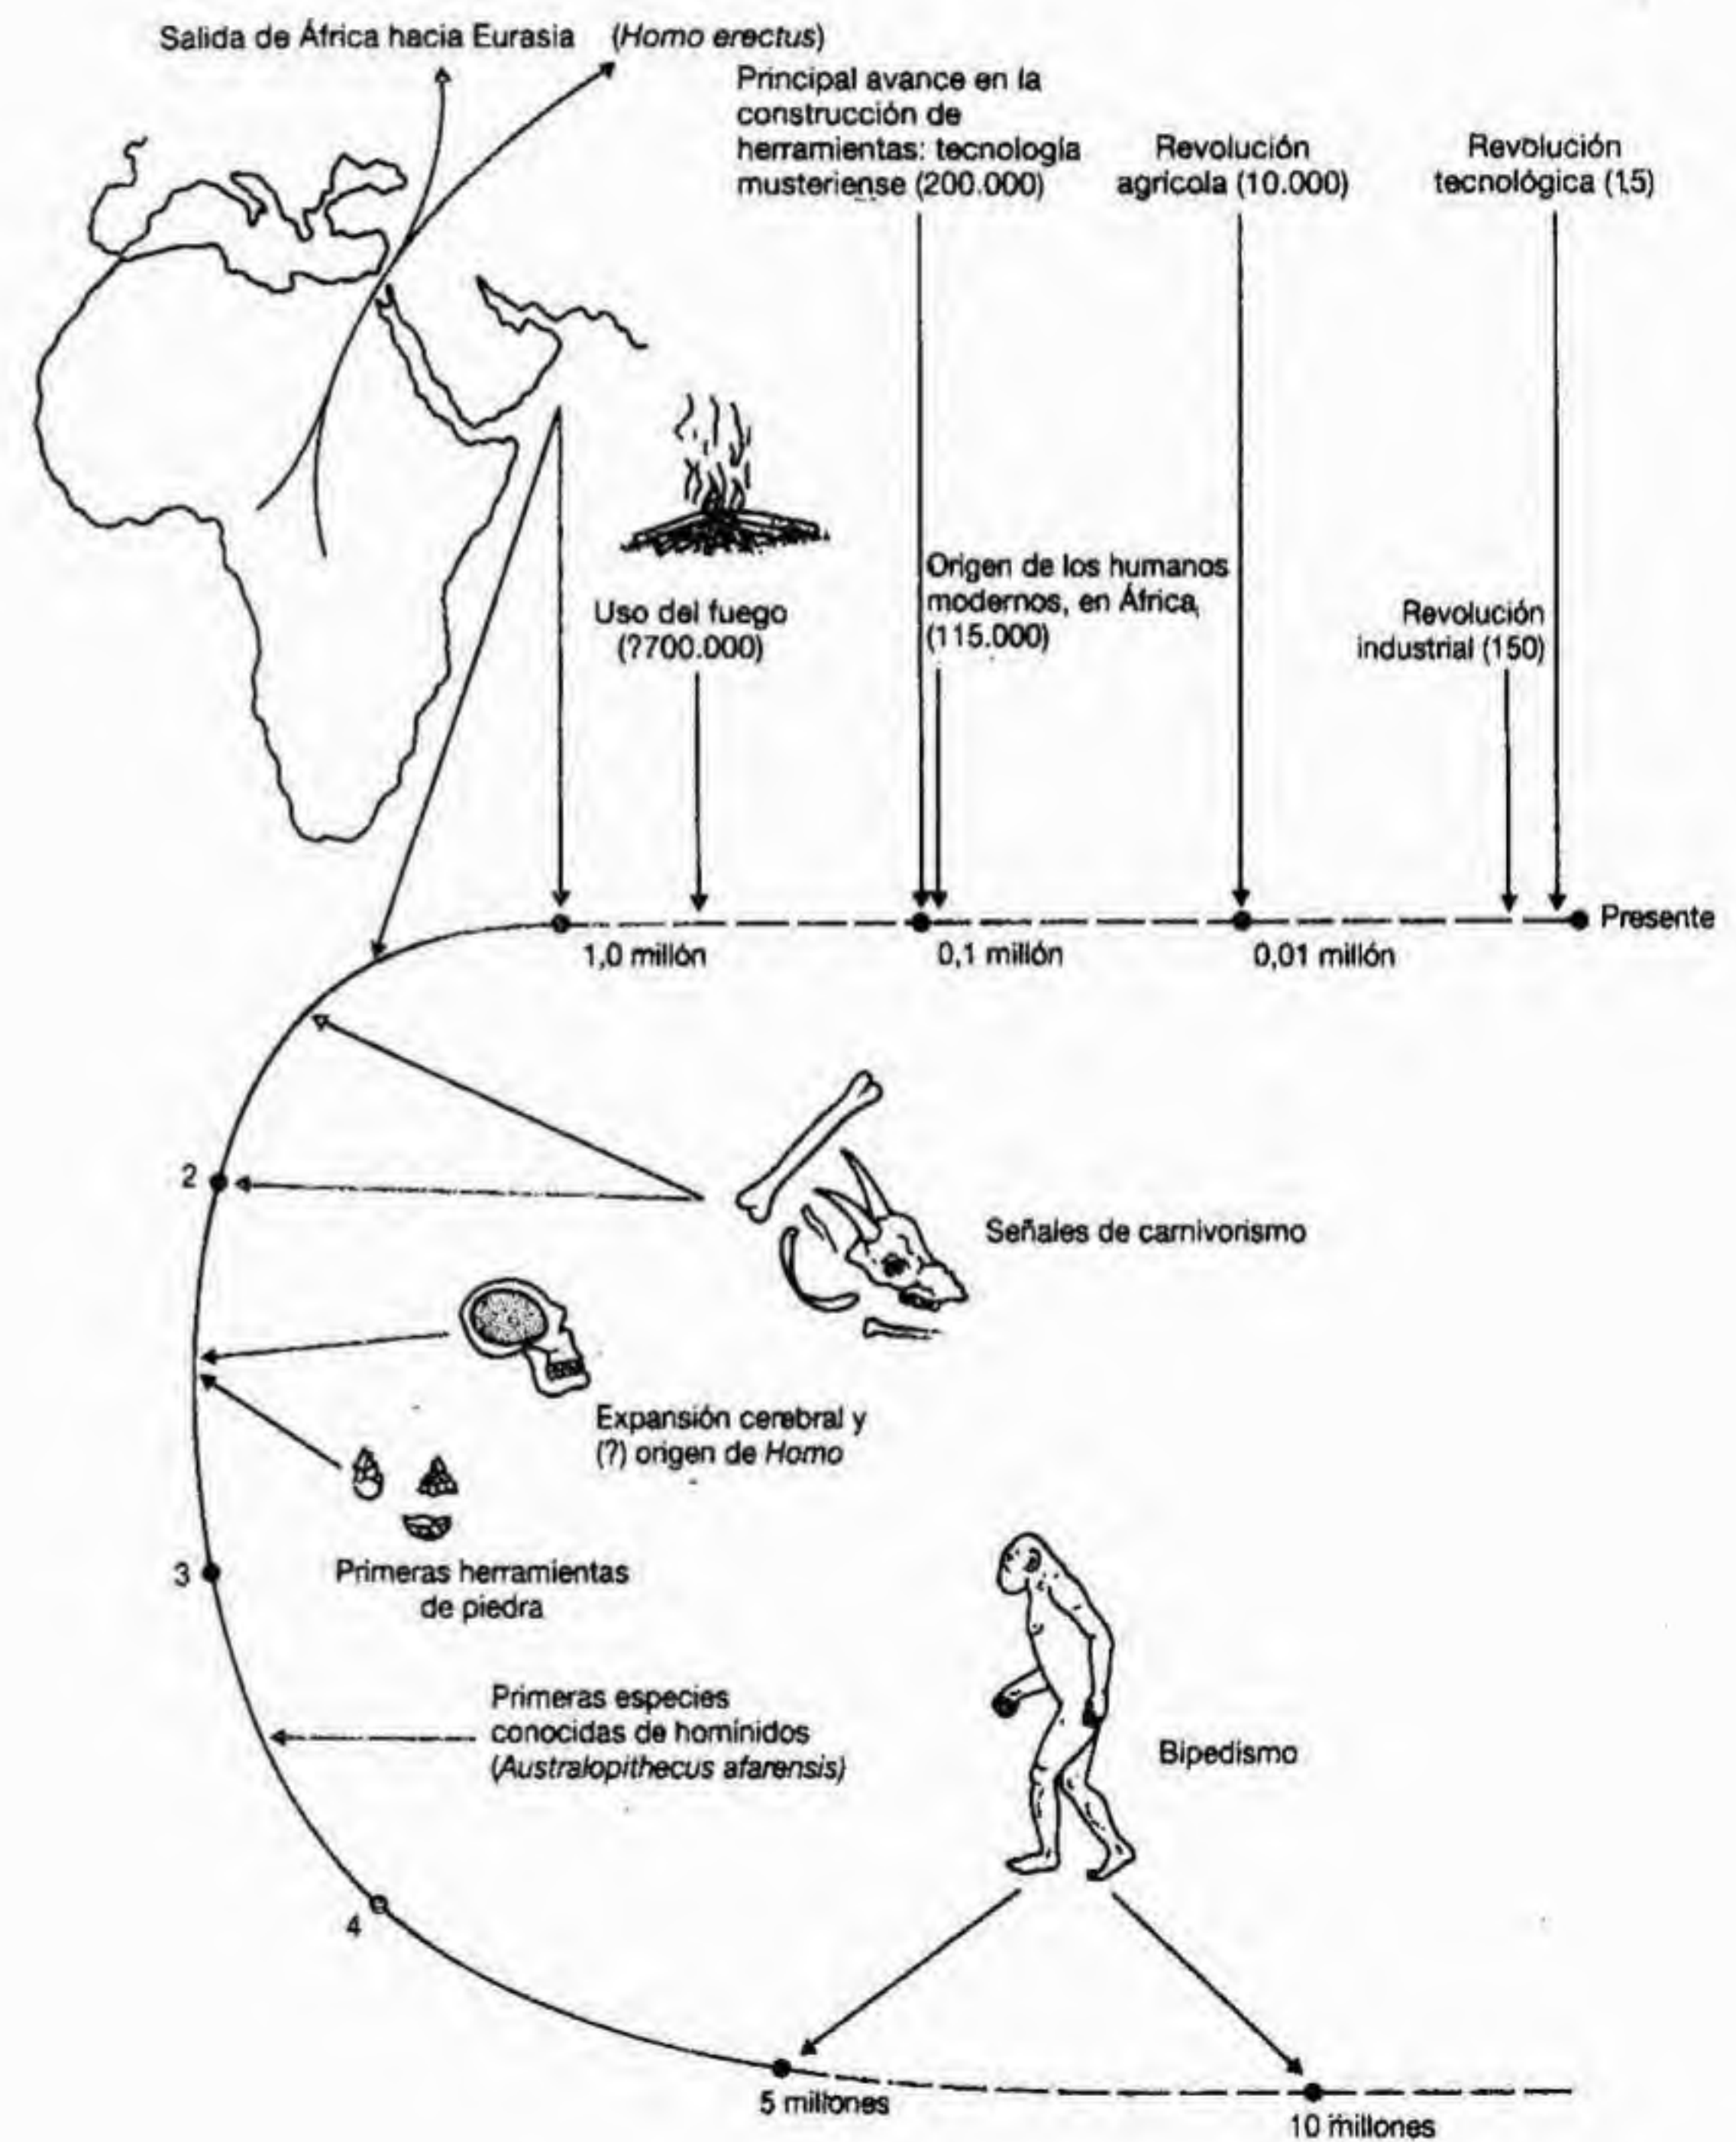 Salida de África hacia Eurasia (Homo erectus)
Principal avance en la
construcción de
herramientas: tecnología
musteriense (200.000)
Revolución
agrícola (10.000)
Revolución
tecnológica (15)
Uso del fuego
(?700.000)
Origen de los humanos
modernos, en África,
(115.000)
Revolución
industrial (150)
1,0 millón
0,1 millón
0,01 millón
Presente
2
Señales de carnivorismo
Expansión cerebral y
(?) origen de Homo
3
Primeras herramientas
de piedra
Primeras especies
conocidas de homínidos
(Australopithecus afarensis)
Bipedismo
4
5 millones
10 millones